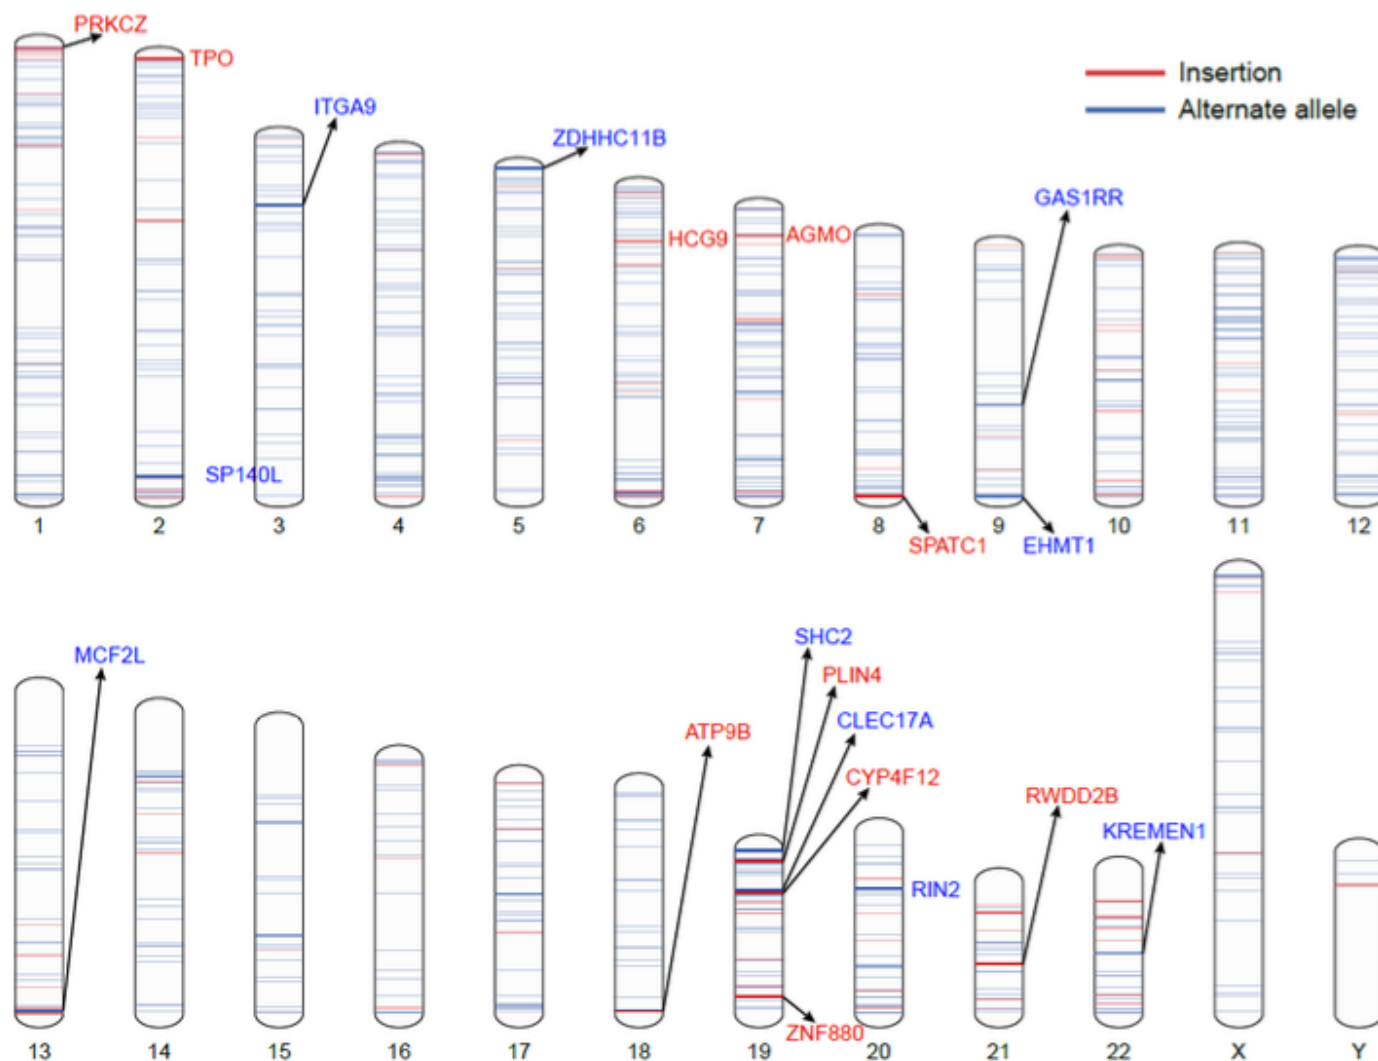 PRKCZ
TPO
Insertion
Alternate allele
ITGA9
ZDHHC11B
GAS1RR
HCG9
AGMO
SP140L
1
2
3
4
5
6
7
8
9
10
11
12
SPATC1
EHMT1
SHC2
MCF2L
PLIN4
CLEC17A
ATP9B
CYP4F12
RWDD2B
KREMEN1
RIN2
ZNF880
13
14
15
16
17
18
19
20
21
22
X
Y